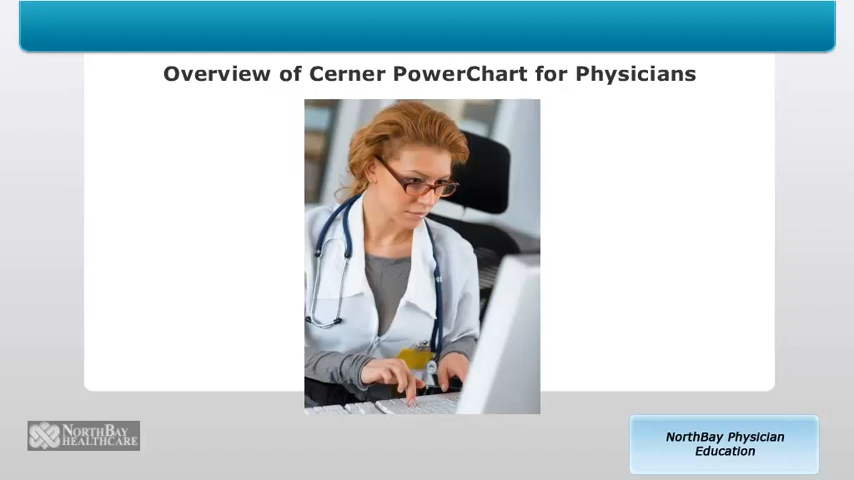 Overview of Cerner PowerChart for Physicians
NORTHBAY
HEALTHCARE
NorthBay Physician
Education